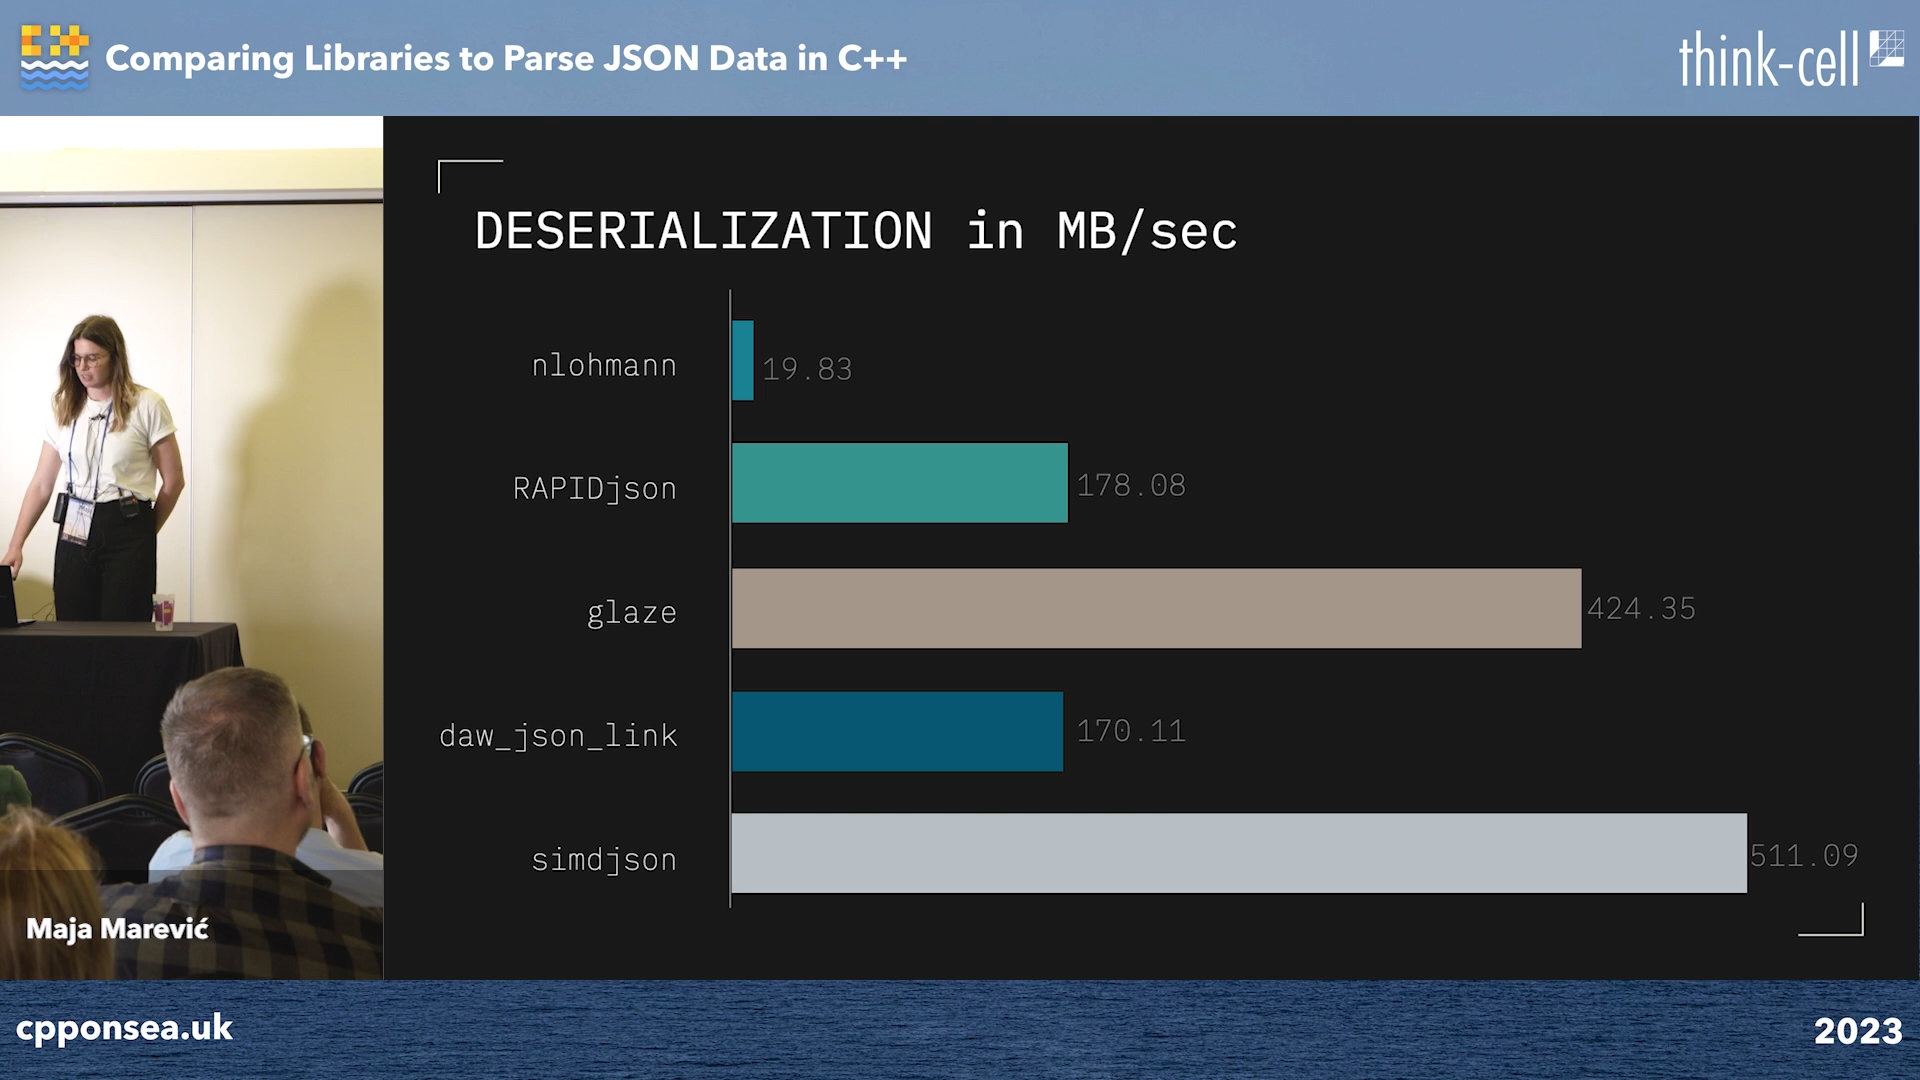 Comparing Libraries to Parse JSON Data in C++
think-cell
DESERIALIZATION in MB/sec
nlohmann
19.83
RAPIDjson
178.08
glaze
424.35
daw_json_link
170.11
simdjson
511.09
Maja Marević
cpponsea.uk
2023